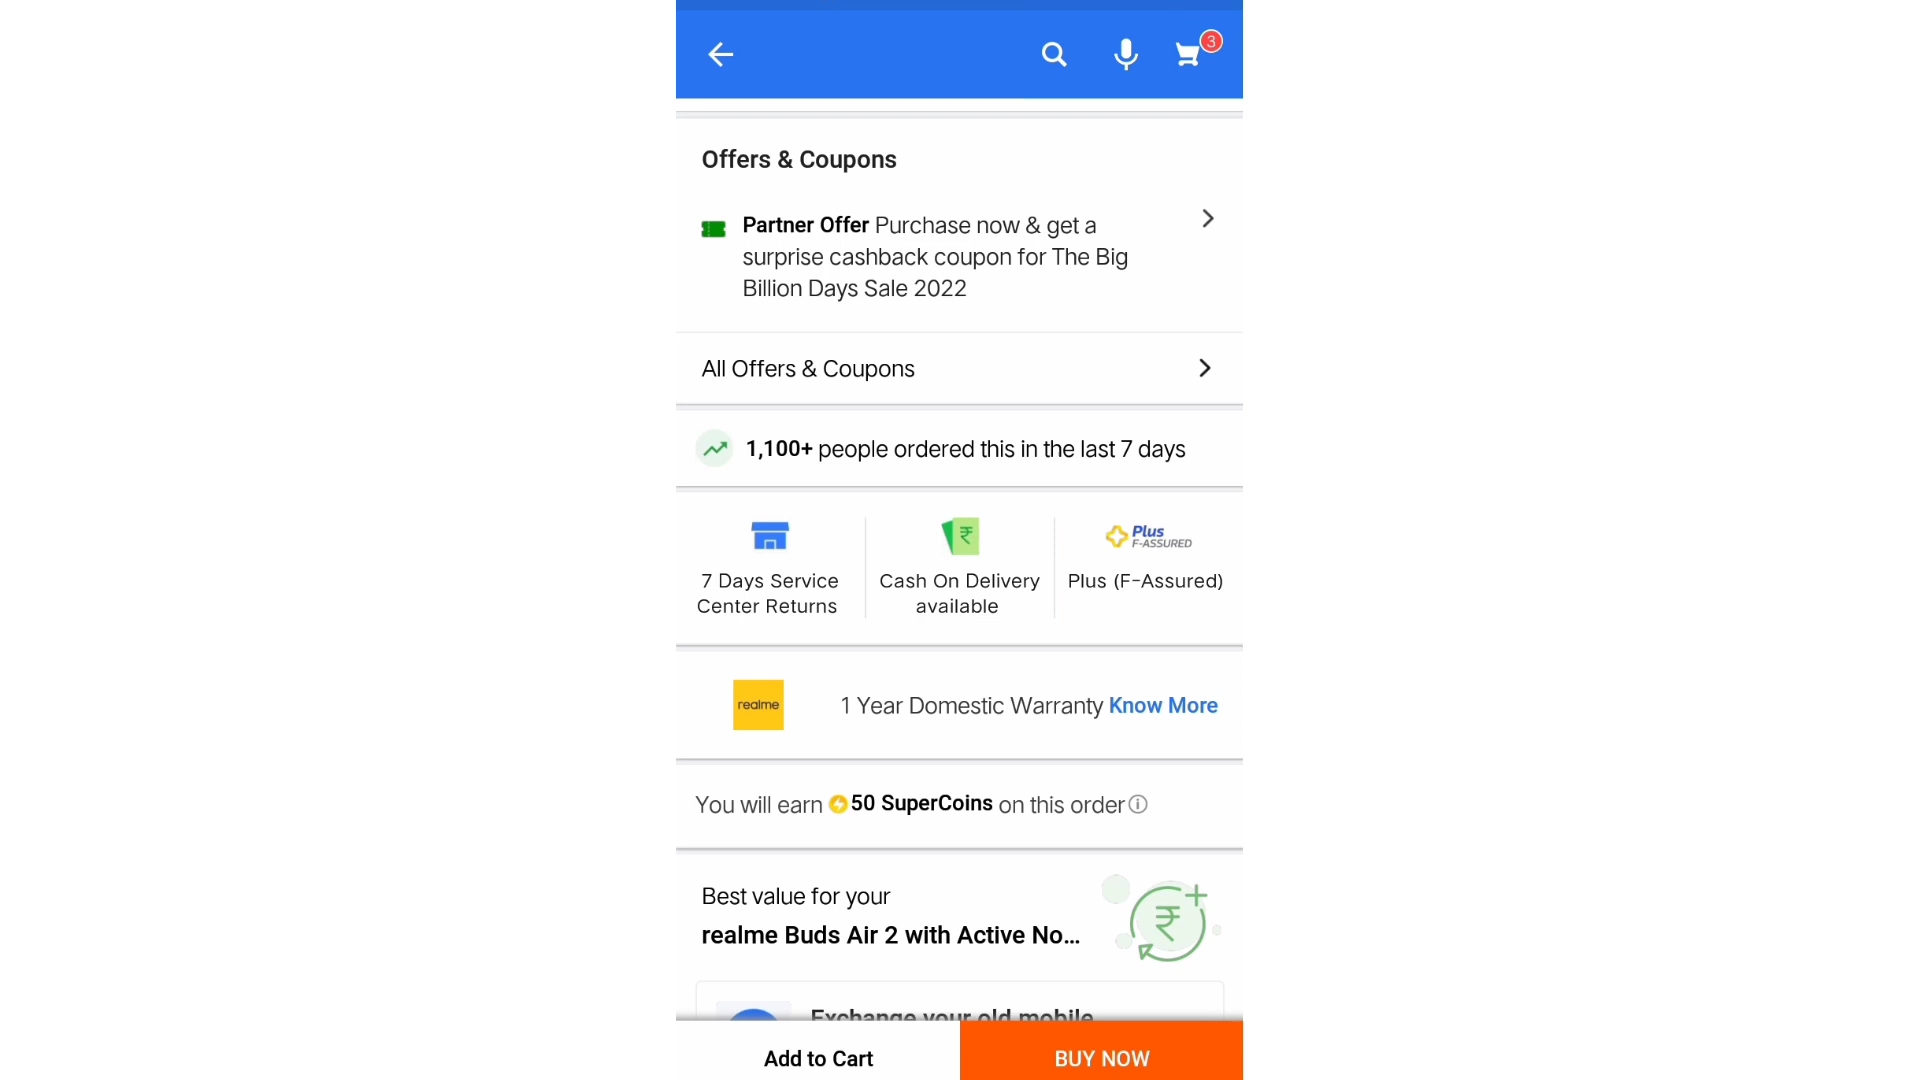 3
Offers & Coupons
Partner Offer Purchase now & get a
surprise cashback coupon for The Big
Billion Days Sale 2022
All Offers & Coupons
1,100+ people ordered this in the last 7 days
₹
Plus
F-ASSURED
7 Days Service
Center Returns
Cash On Delivery
available
Plus (F-Assured)
realme
1 Year Domestic Warranty Know More
You will earn 50 SuperCoins on this order
Best value for your
realme Buds Air 2 with Active No...
₹
Exchange your old mobile
Add to Cart
BUY NOW